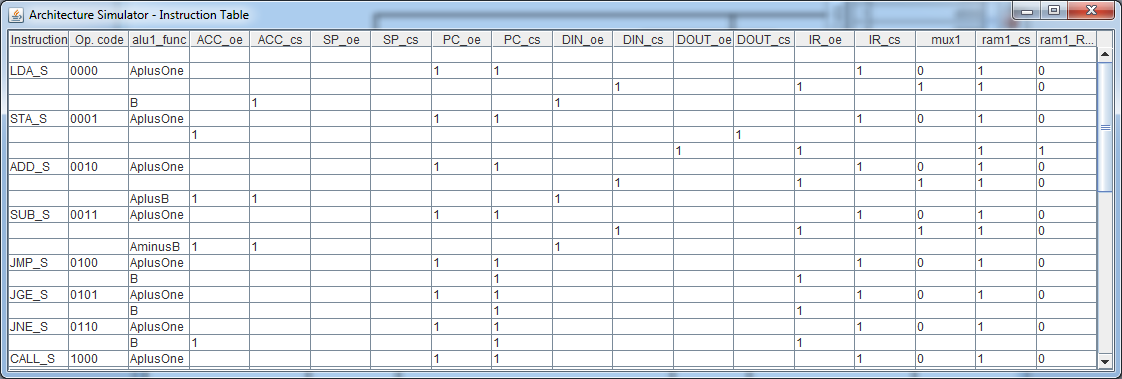 Architecture Simulator - Instruction Table
Instruction Op. code alu1_func ACC_oe ACC_cs SP_oe SP_cs PC_oe PC_cs DIN_oe DIN_cs DOUT_oe DOUT_cs IR_oe IR_cs mux1 ram1_cs ram1_R...
LDA_S 0000 AplusOne 1 1 1 0 1 0
1 1 1 1 0
B 1 1
STA_S 0001 AplusOne 1 1 1 0 1 0
1 1
1 1 1 1
ADD_S 0010 AplusOne 1 1 1 0 1 0
1 1 1 1 0
AplusB 1 1 1
SUB_S 0011 AplusOne 1 1 1 0 1 0
1 1 1 1 0
AminusB 1 1 1
JMP_S 0100 AplusOne 1 1 1 0 1 0
B 1 1
JGE_S 0101 AplusOne 1 1 1 0 1 0
B 1 1
JNE_S 0110 AplusOne 1 1 1 0 1 0
B 1 1 1
CALL_S 1000 AplusOne 1 1 1 0 1 0